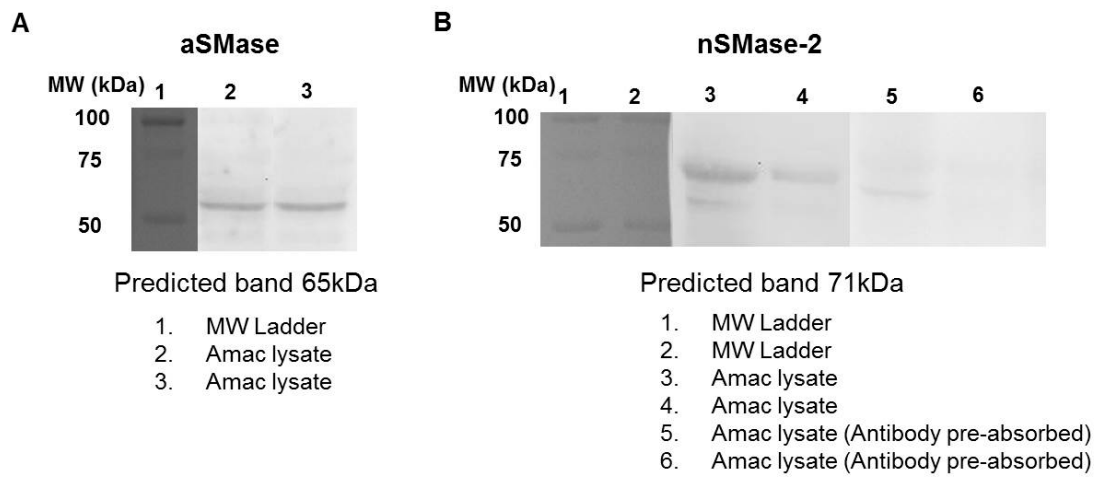 A
aSMase
MW (kDa) 1 2 3
100
75
50
Predicted band 65kDa
1. MW Ladder
2. Amac lysate
3. Amac lysate
B
nSMase-2
MW (kDa) 1 2 3 4 5 6
100
75
50
Predicted band 71kDa
1. MW Ladder
2. MW Ladder
3. Amac lysate
4. Amac lysate
5. Amac lysate (Antibody pre-absorbed)
6. Amac lysate (Antibody pre-absorbed)